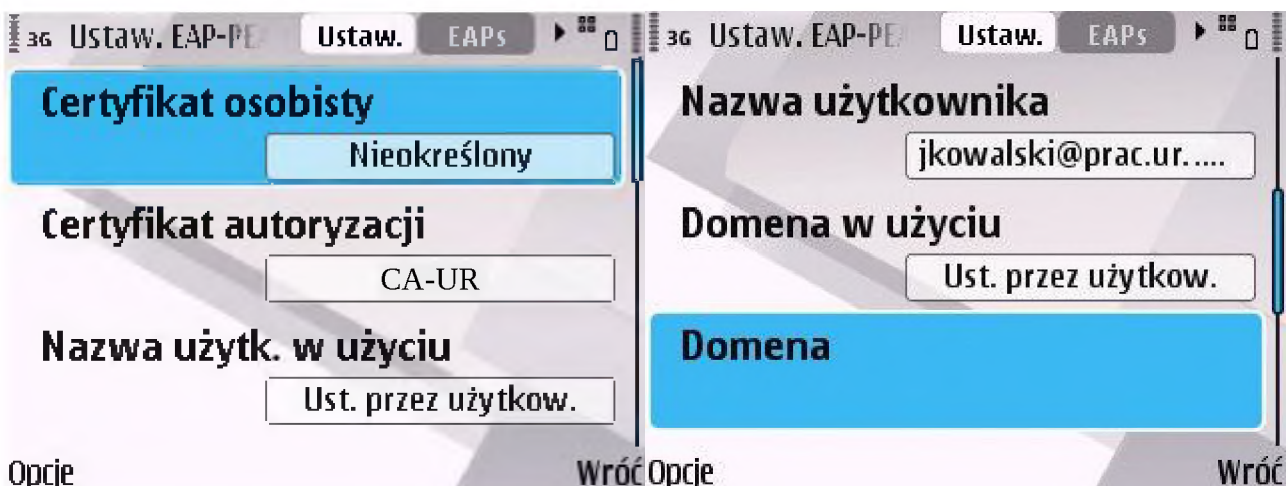 3G Ustaw. EAP-PE Ustaw. EAPs
Certyfikat osobisty
Nieokreślony
Certyfikat autoryzacji
CA-UR
Nazwa użytk. w użyciu
Ust. przez użytkow.
Opcje Wróć
3G Ustaw. EAP-PE Ustaw. EAPs
Nazwa użytkownika
jkowalski@prac.ur.....
Domena w użyciu
Ust. przez użytkow.
Domena
Opcje Wróć